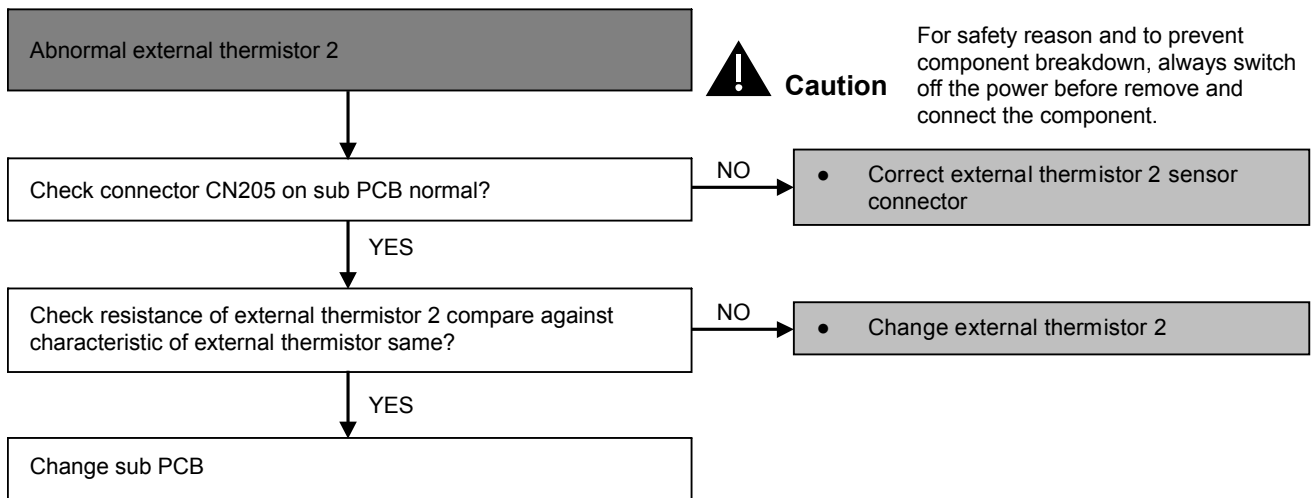 Abnormal external thermistor 2
Caution
For safety reason and to prevent
component breakdown, always switch
off the power before remove and
connect the component.
Check connector CN205 on sub PCB normal?
NO
● Correct external thermistor 2 sensor
connector
YES
Check resistance of external thermistor 2 compare against
characteristic of external thermistor same?
NO
● Change external thermistor 2
YES
Change sub PCB